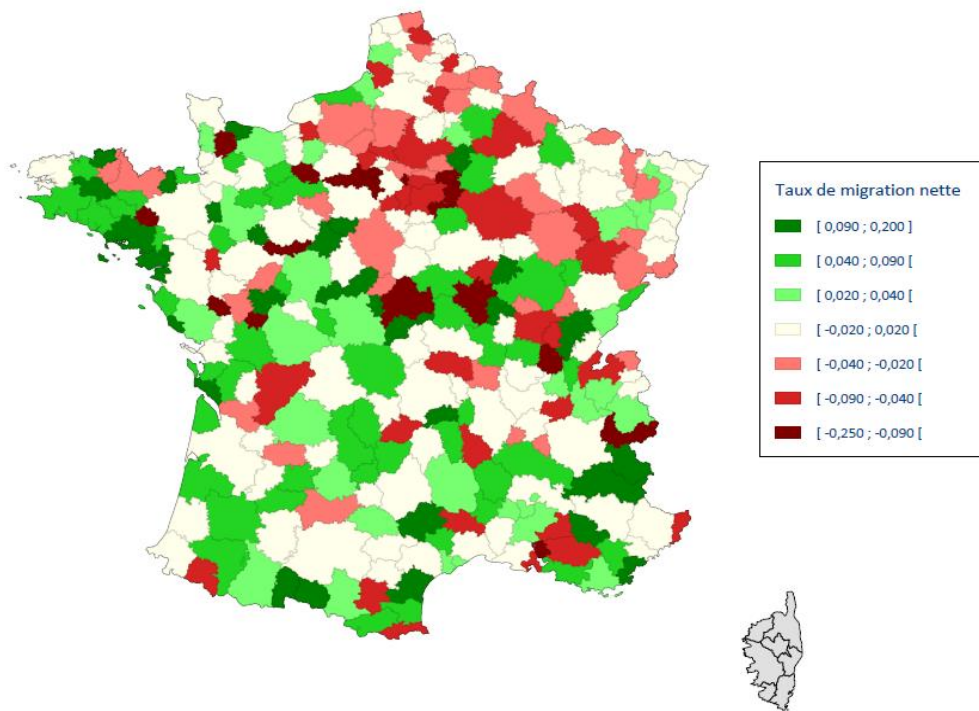 Taux de migration nette
[ 0,090 ; 0,200 ]
[ 0,040 ; 0,090 [
[ 0,020 ; 0,040 [
[ -0,020 ; 0,020 [
[ -0,040 ; -0,020 [
[ -0,090 ; -0,040 [
[ -0,250 ; -0,090 [